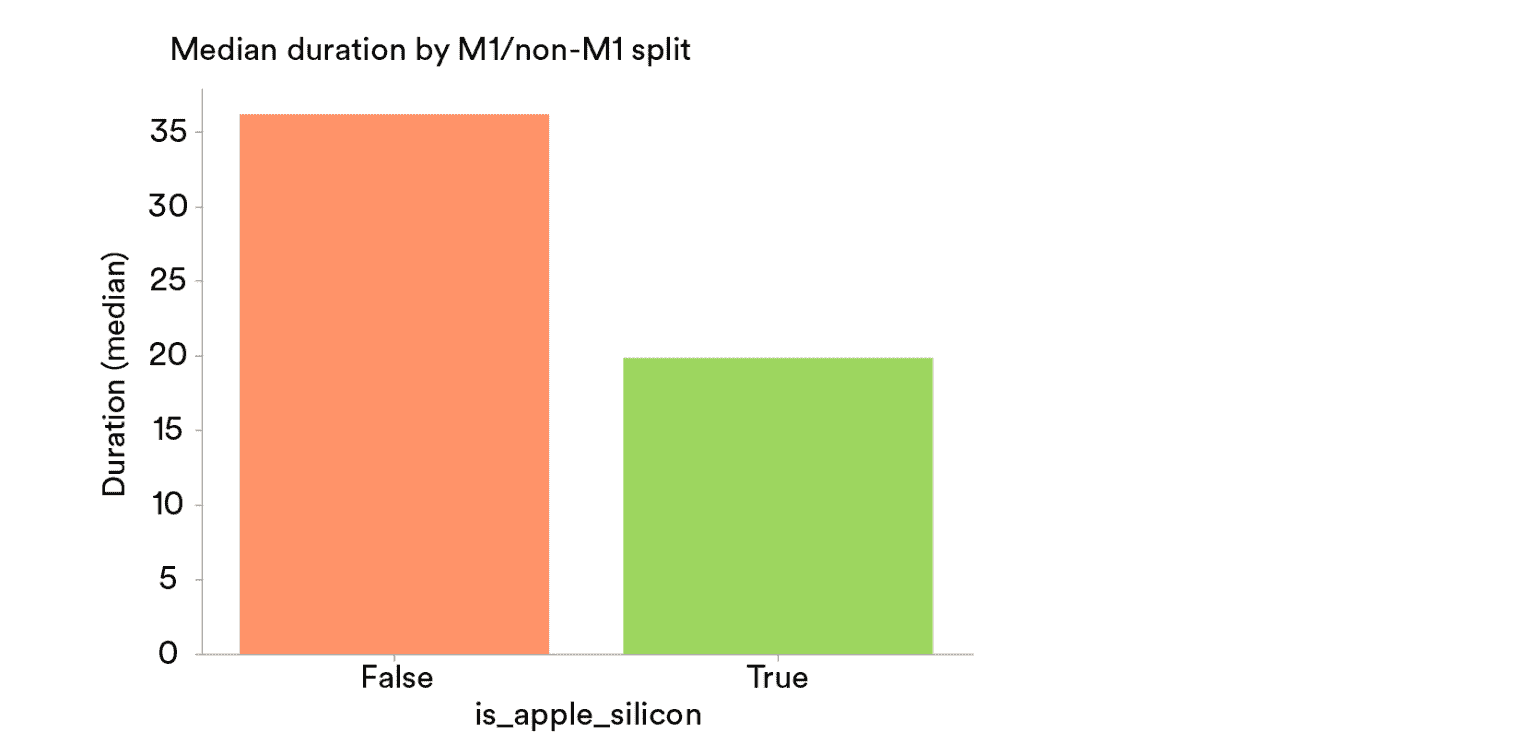 Median duration by M1/non-M1 split
Duration (median)
35
30
25
20
15
10
5
0
False
True
is_apple_silicon